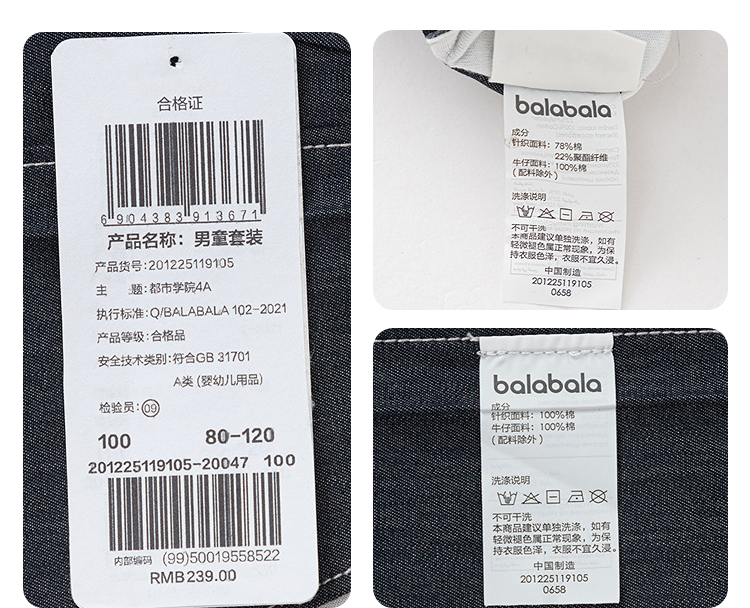 合格证
6 904383 913671
产品名称：男童套装
产品货号:201225119105
主 题:都市学院4A
执行标准:Q/BALABALA 102-2021
产品等级:合格品
安全技术类别:符合GB 31701
A类 (婴幼儿用品)
检验员:09
100 80-120
201225119105-20047 100
内部编码 (99)50019558522
RMB239.00
balabala
成分
针织面料：78%棉
22%聚酯纤维
牛仔面料：100%棉
(配料除外)
洗涤说明
不可干洗
本商品建议单独洗涤，如有
轻微褪色属正常现象，为保
持衣服色泽，衣服不宜久浸。
中国制造
201225119105
0658
balabala
成分
针织面料：100%棉
牛仔面料：100%棉
(配料除外)
洗涤说明
不可干洗
本商品建议单独洗涤，如有
轻微褪色属正常现象，为保
持衣服色泽，衣服不宜久浸。
中国制造
201225119105
0658